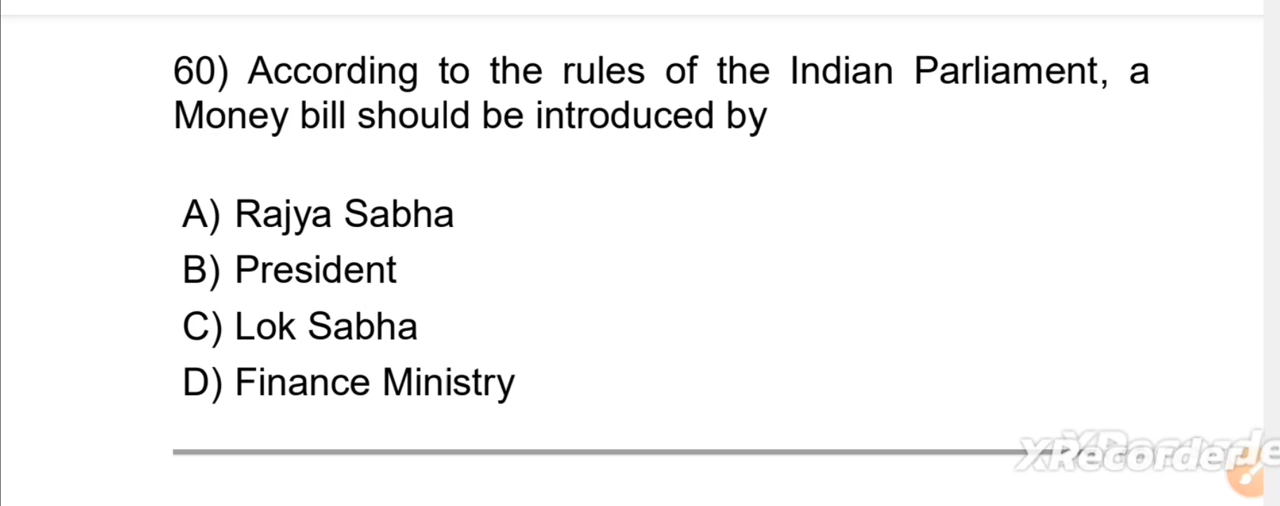 60) According to the rules of the Indian Parliament, a
Money bill should be introduced by
A) Rajya Sabha
B) President
C) Lok Sabha
D) Finance Ministry
XRecorder